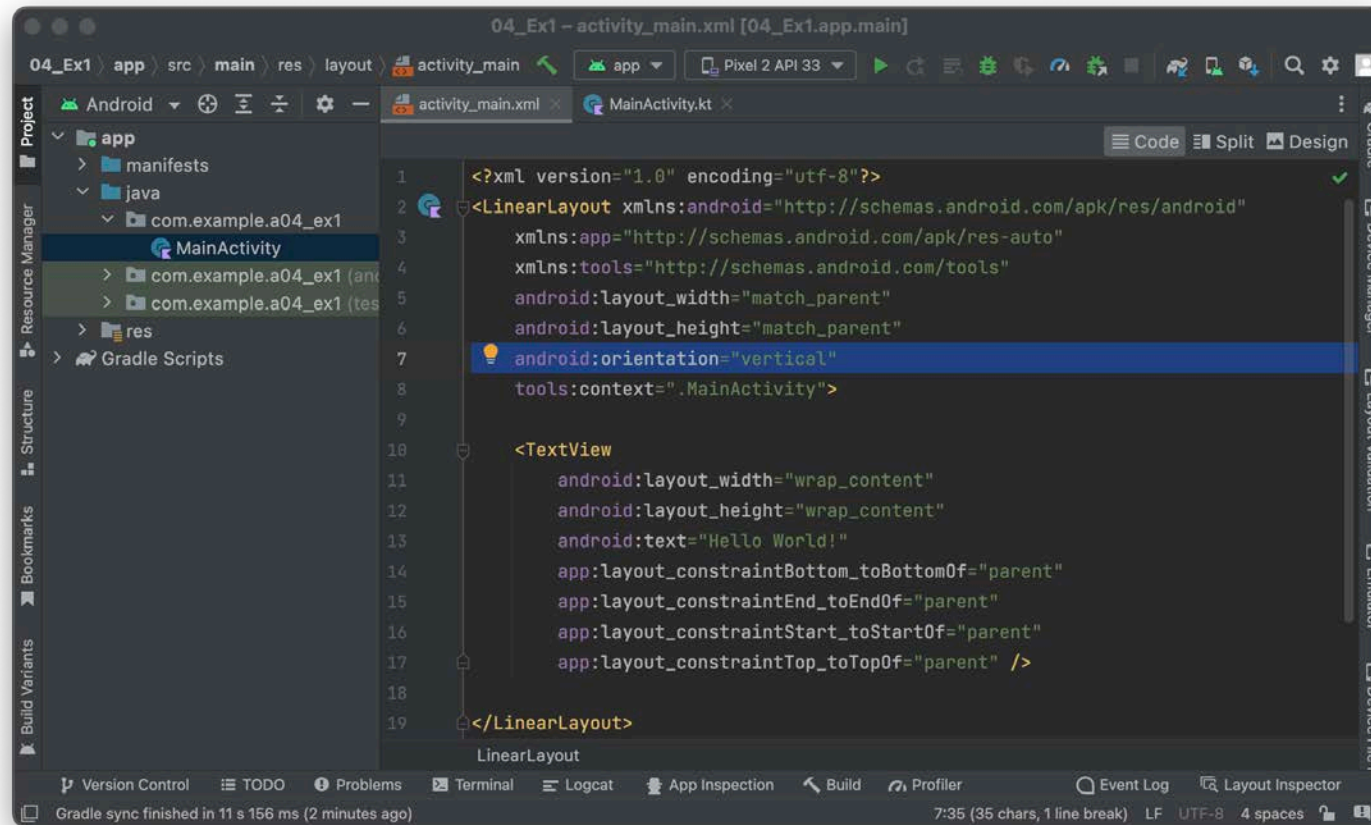 04_Ex1 – activity_main.xml [04_Ex1.app.main]
04_Ex1 app src main res layout activity_main app Pixel 2 API 33
Project
Resource Manager
Structure
Bookmarks
Build Variants
Android
app
manifests
java
com.example.a04_ex1
MainActivity
com.example.a04_ex1 (and
com.example.a04_ex1 (tes
res
Gradle Scripts
activity_main.xml MainActivity.kt
Code Split Design
1 <?xml version="1.0" encoding="utf-8"?>
2 <LinearLayout xmlns:android="http://schemas.android.com/apk/res/android"
3 xmlns:app="http://schemas.android.com/apk/res-auto"
4 xmlns:tools="http://schemas.android.com/tools"
5 android:layout_width="match_parent"
6 android:layout_height="match_parent"
7 android:orientation="vertical"
8 tools:context=".MainActivity">
9
10 <TextView
11 android:layout_width="wrap_content"
12 android:layout_height="wrap_content"
13 android:text="Hello World!"
14 app:layout_constraintBottom_toBottomOf="parent"
15 app:layout_constraintEnd_toEndOf="parent"
16 app:layout_constraintStart_toStartOf="parent"
17 app:layout_constraintTop_toTopOf="parent" />
18
19 </LinearLayout>
LinearLayout
Version Control TODO Problems Terminal Logcat App Inspection Build Profiler Event Log Layout Inspector
Gradle sync finished in 11 s 156 ms (2 minutes ago) 7:35 (35 chars, 1 line break) LF UTF-8 4 spaces